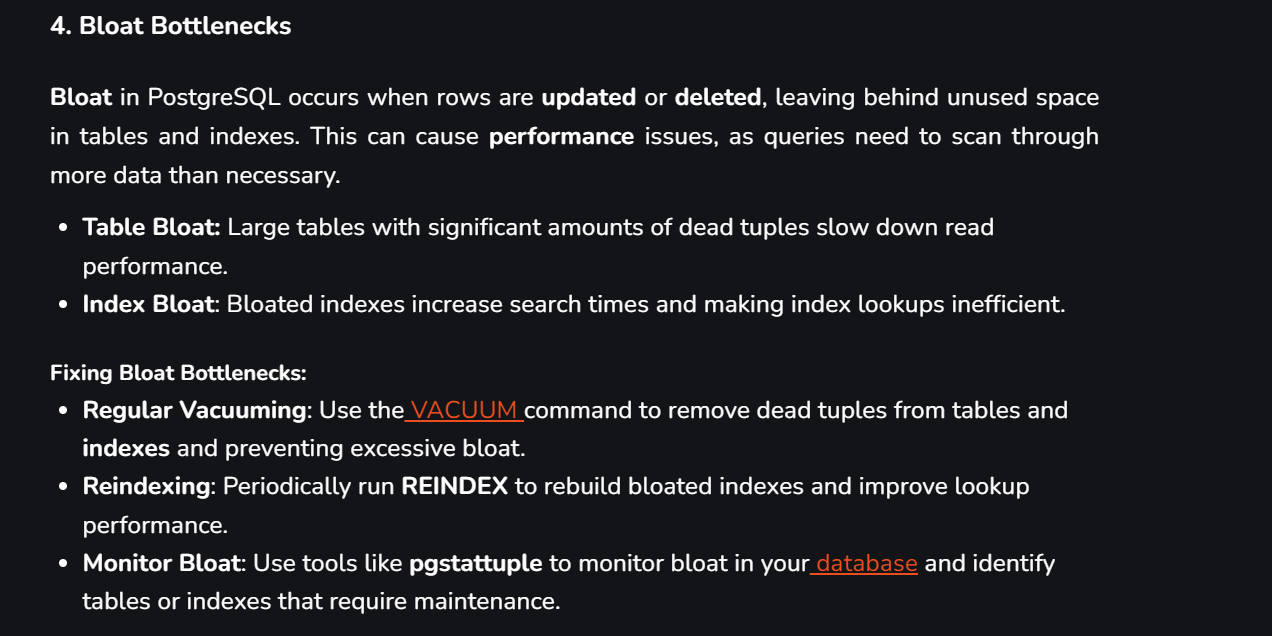 4. Bloat Bottlenecks
Bloat in PostgreSQL occurs when rows are updated or deleted, leaving behind unused space
in tables and indexes. This can cause performance issues, as queries need to scan through
more data than necessary.
• Table Bloat: Large tables with significant amounts of dead tuples slow down read
performance.
• Index Bloat: Bloated indexes increase search times and making index lookups inefficient.
Fixing Bloat Bottlenecks:
• Regular Vacuuming: Use the VACUUM command to remove dead tuples from tables and
indexes and preventing excessive bloat.
• Reindexing: Periodically run REINDEX to rebuild bloated indexes and improve lookup
performance.
• Monitor Bloat: Use tools like pgstattuple to monitor bloat in your database and identify
tables or indexes that require maintenance.